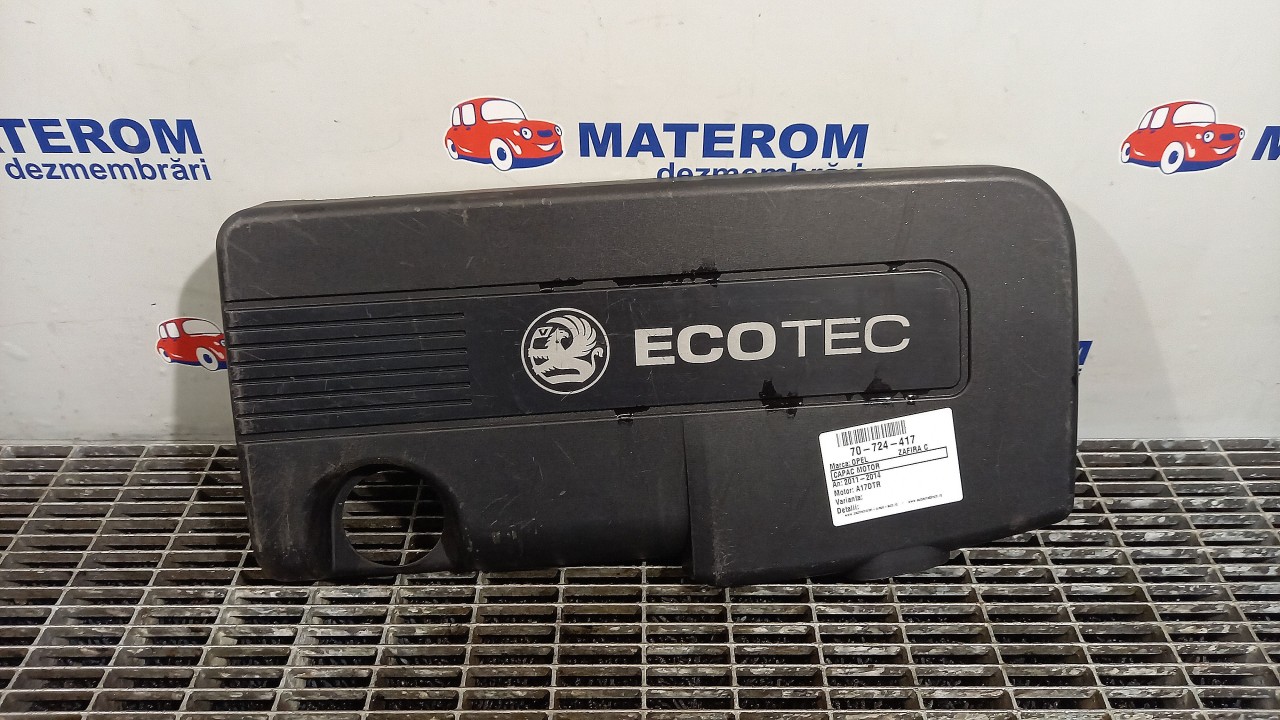 MATEROM
dezmembrări
MATEROM
dezmembrări
ECOTEC
70-724-417
Marca: OPEL ZAFIRA C
CAPAC MOTOR
An: 2011-2014
Motor: A17DTR
Varianta:
Detalii: